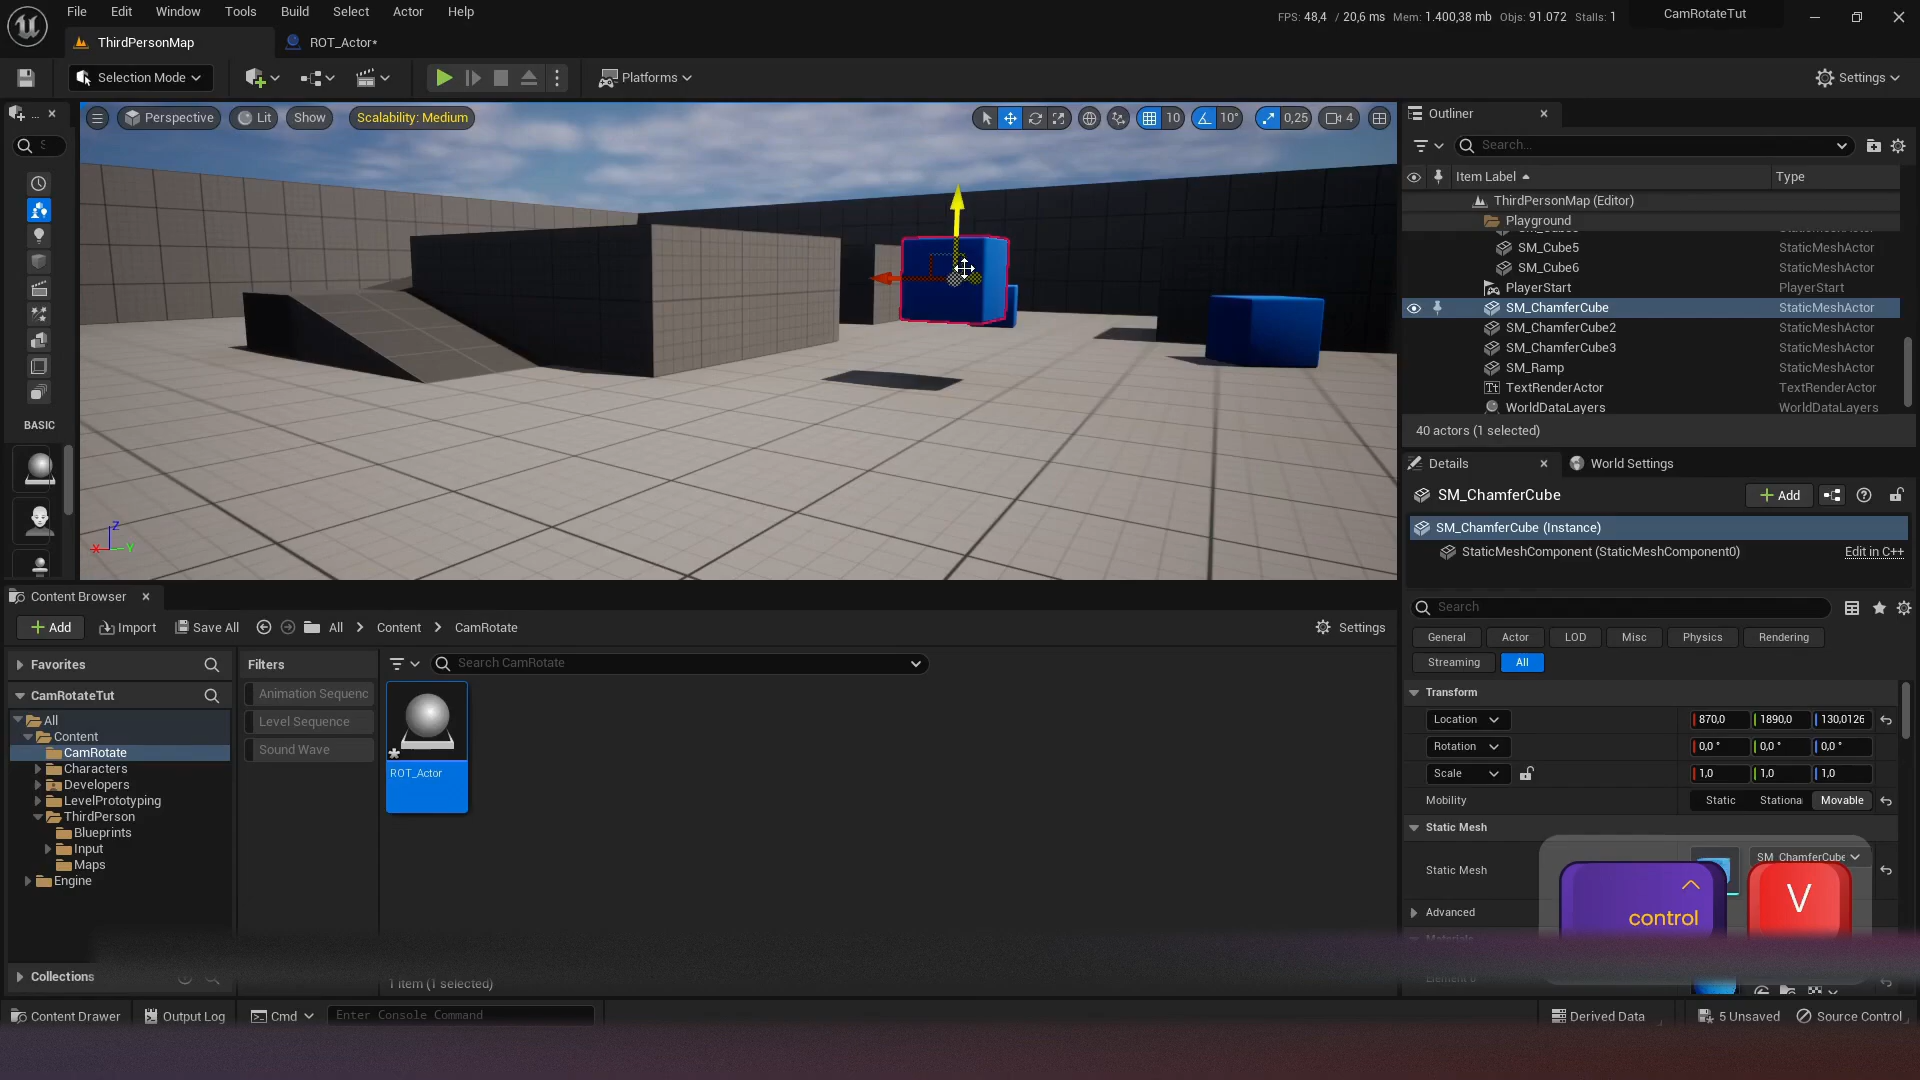 File Edit Window Tools Build Select Actor Help
FPS: 48,4 / 20,6 ms Mem: 1.400,38 mb Objs: 91.072 Stalls: 1
CamRotateTut
ThirdPersonMap
ROT_Actor*
Selection Mode
Platforms
Settings
Perspective
Lit
Show
Scalability: Medium
10
10°
0,25
4
Outliner
Search...
Item Label
Type
ThirdPersonMap (Editor)
Playground
SM_Cube5 StaticMeshActor
SM_Cube6 StaticMeshActor
PlayerStart PlayerStart
SM_ChamferCube StaticMeshActor
SM_ChamferCube2 StaticMeshActor
SM_ChamferCube3 StaticMeshActor
SM_Ramp StaticMeshActor
TextRenderActor TextRenderActor
WorldDataLayers WorldDataLayers
40 actors (1 selected)
BASIC
Z
X
Y
Details
World Settings
SM_ChamferCube
Add
SM_ChamferCube (Instance)
StaticMeshComponent (StaticMeshComponent0)
Edit in C++
Search
General Actor LOD Misc Physics Rendering
Streaming All
Transform
Location 870,0 1890,0 130,0126
Rotation 0,0 ° 0,0 ° 0,0 °
Scale 1,0 1,0 1,0
Mobility Static Stationa Movable
Static Mesh
Static Mesh SM_ChamferCube
Advanced
control
V
Content Browser
Add
Import
Save All
All
Content
CamRotate
Settings
Favorites
Filters
Search CamRotate
CamRotateTut
Animation Sequenc
Level Sequence
Sound Wave
All
Content
CamRotate
Characters
Developers
LevelPrototyping
ThirdPerson
Blueprints
Input
Maps
Engine
ROT_Actor
Collections
1 item (1 selected)
Content Drawer
Output Log
Cmd
Enter Console Command
Derived Data
5 Unsaved
Source Control